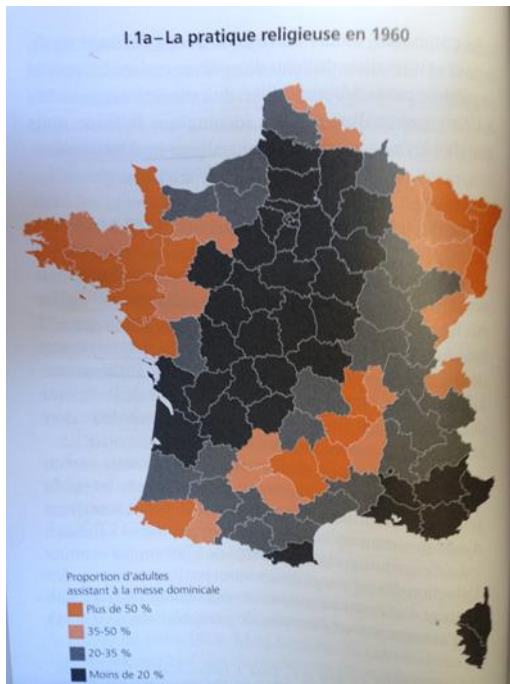 I.1a–La pratique religieuse en 1960
Proportion d'adultes
assistant à la messe dominicale
Plus de 50 %
35-50 %
20-35 %
Moins de 20 %